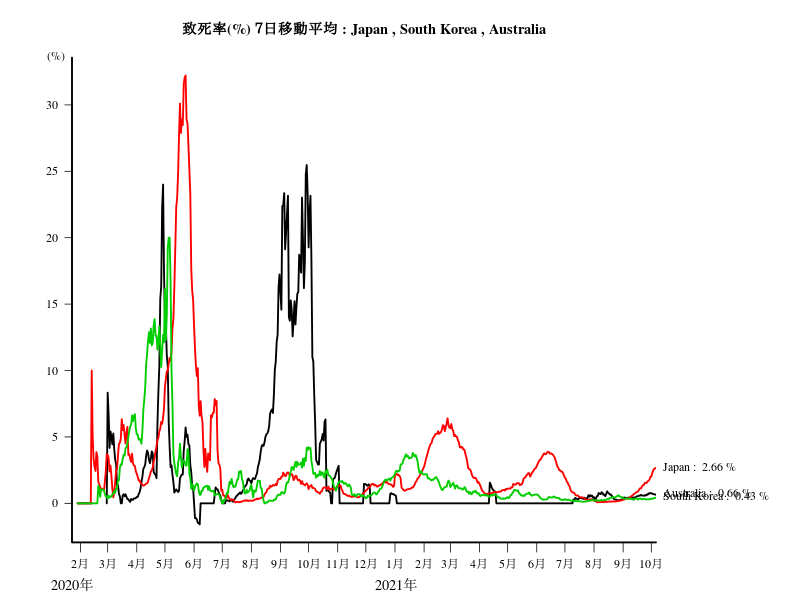 致死率(%) 7日移動平均 : Japan , South Korea , Australia
(%)
30
25
20
15
10
5
0
Japan : 2.66 %
Australia : 0.66 %
South Korea : 0.43 %
2月 3月 4月 5月 6月 7月 8月 9月 10月 11月 12月 1月 2月 3月 4月 5月 6月 7月 8月 9月 10月
2020年 2021年